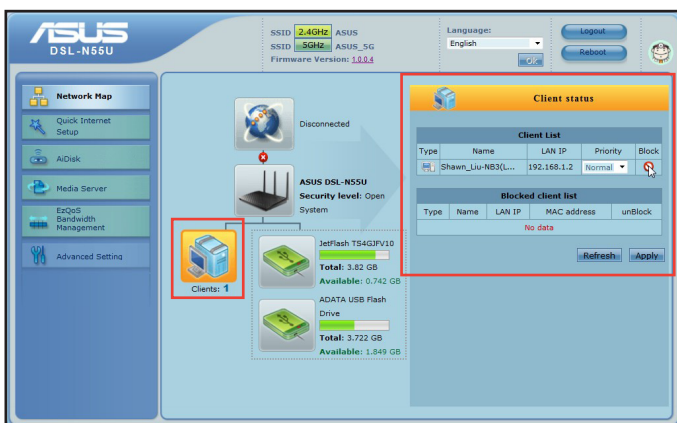 ASUS
DSL-N55U
SSID 2.4GHz ASUS
SSID 5GHz ASUS_5G
Firmware Version: 1.0.0.4
Language:
English
OK
Logout
Reboot
Network Map
Quick Internet
Setup
AiDisk
Media Server
EzQoS
Bandwidth
Management
Advanced Setting
Disconnected
ASUS DSL-N55U
Security level: Open
System
Clients: 1
JetFlash TS4GJFV10
Total: 3.82 GB
Available: 0.742 GB
ADATA USB Flash
Drive
Total: 3.722 GB
Available: 1.849 GB
Client status
Client List
Type Name LAN IP Priority Block
Shawn_Liu-NB3(L... 192.168.1.2 Normal
Blocked client list
Type Name LAN IP MAC address unBlock
No data
Refresh Apply